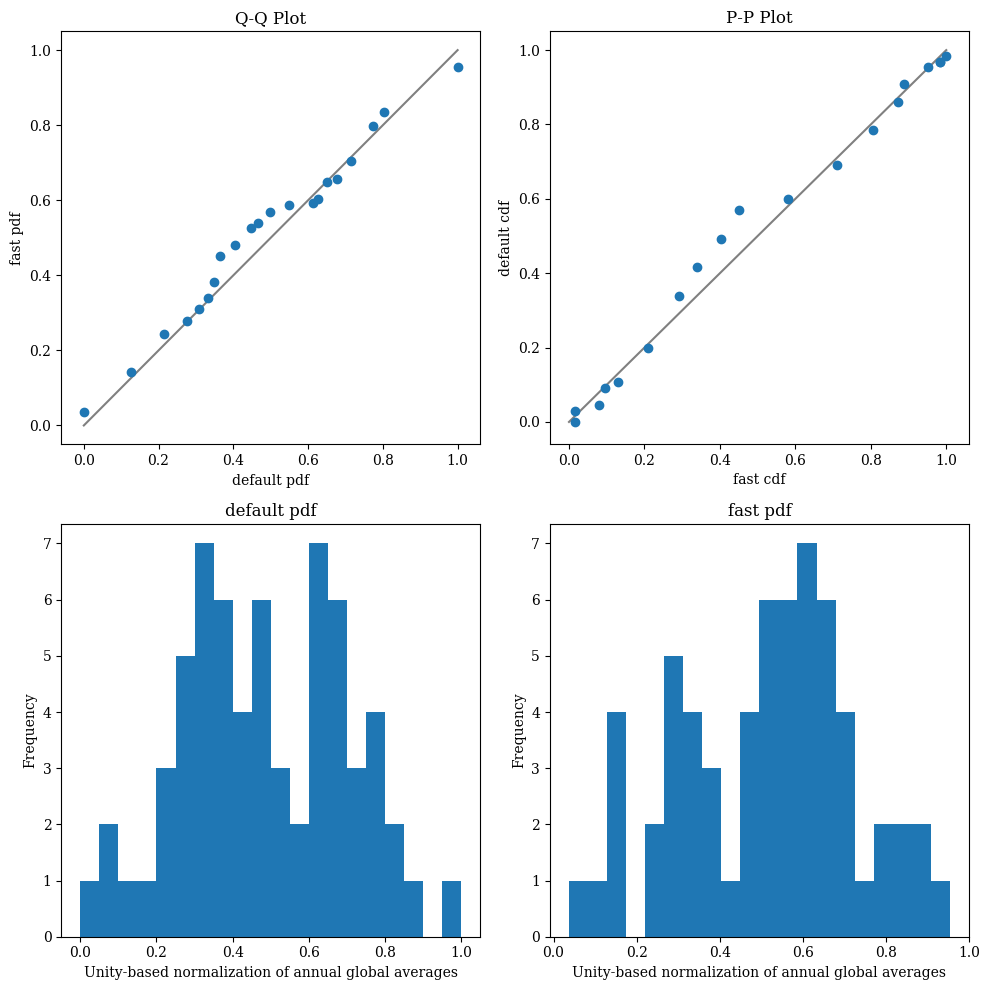 Q-Q Plot
1.0
0.8
0.6
0.4
0.2
0.0
fast pdf
0.0 0.2 0.4 0.6 0.8 1.0
default pdf
P-P Plot
1.0
0.8
0.6
0.4
0.2
0.0
default cdf
0.0 0.2 0.4 0.6 0.8 1.0
fast cdf
default pdf
7
6
5
4
3
2
1
0
Frequency
0.0 0.2 0.4 0.6 0.8 1.0
Unity-based normalization of annual global averages
fast pdf
7
6
5
4
3
2
1
0
Frequency
0.0 0.2 0.4 0.6 0.8 1.0
Unity-based normalization of annual global averages